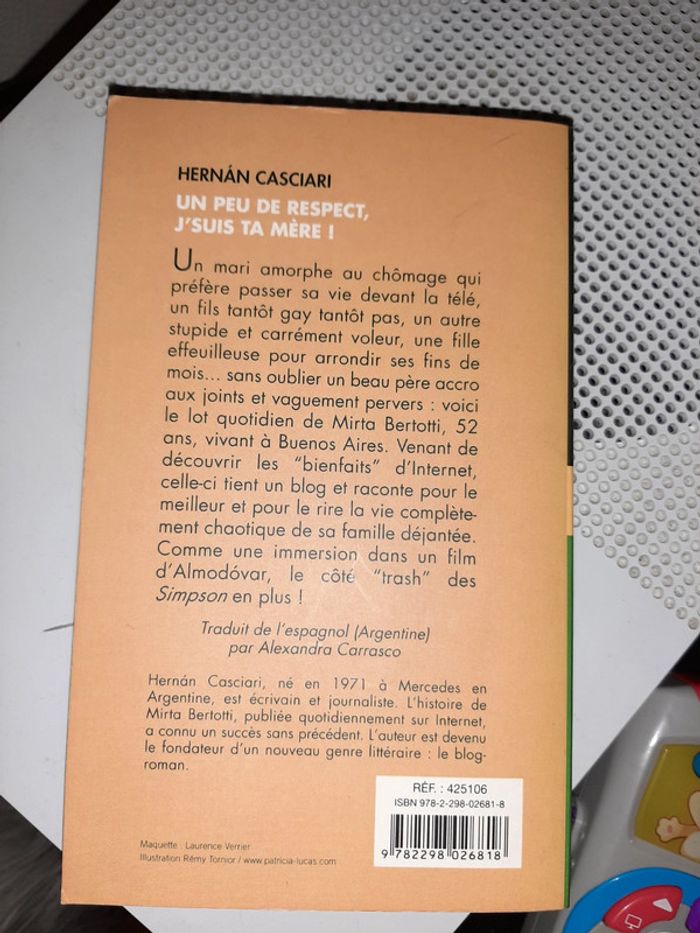 HERNÁN CASCIARI
UN PEU DE RESPECT,
J'SUIS TA MÈRE !
Un mari amorphe au chômage qui
préfère passer sa vie devant la télé,
un fils tantôt gay tantôt pas, un autre
stupide et carrément voleur, une fille
effeuilleuse pour arrondir ses fins de
mois... sans oublier un beau père accro
aux joints et vaguement pervers : voici
le lot quotidien de Mirta Bertotti, 52
ans, vivant à Buenos Aires. Venant de
découvrir les "bienfaits" d'Internet,
celle-ci tient un blog et raconte pour le
meilleur et pour le rire la vie complète-
ment chaotique de sa famille déjantée.
Comme une immersion dans un film
d'Almodóvar, le côté "trash" des
Simpson en plus !
Traduit de l'espagnol (Argentine)
par Alexandra Carrasco
Hernán Casciari, né en 1971 à Mercedes en
Argentine, est écrivain et journaliste. L'histoire de
Mirta Bertotti, publiée quotidiennement sur Internet,
a connu un succès sans précédent. L'auteur est devenu
le fondateur d'un nouveau genre littéraire : le blog-
roman.
RÉF. : 425106
ISBN 978-2-298-02681-8
9 782298 026818
Maquette : Laurence Verrier
Illustration Rémy Tornior / www.patricia-lucas.com